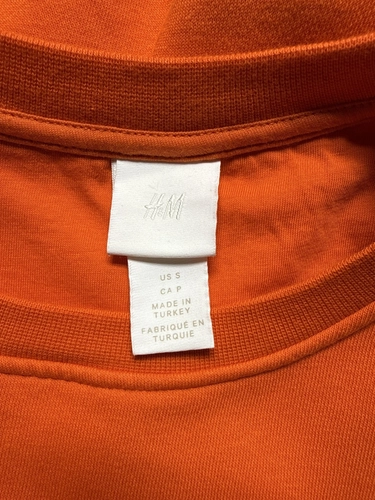 H&M
US S
CA P
MADE IN
TURKEY
FABRIQUÉ EN
TURQUIE